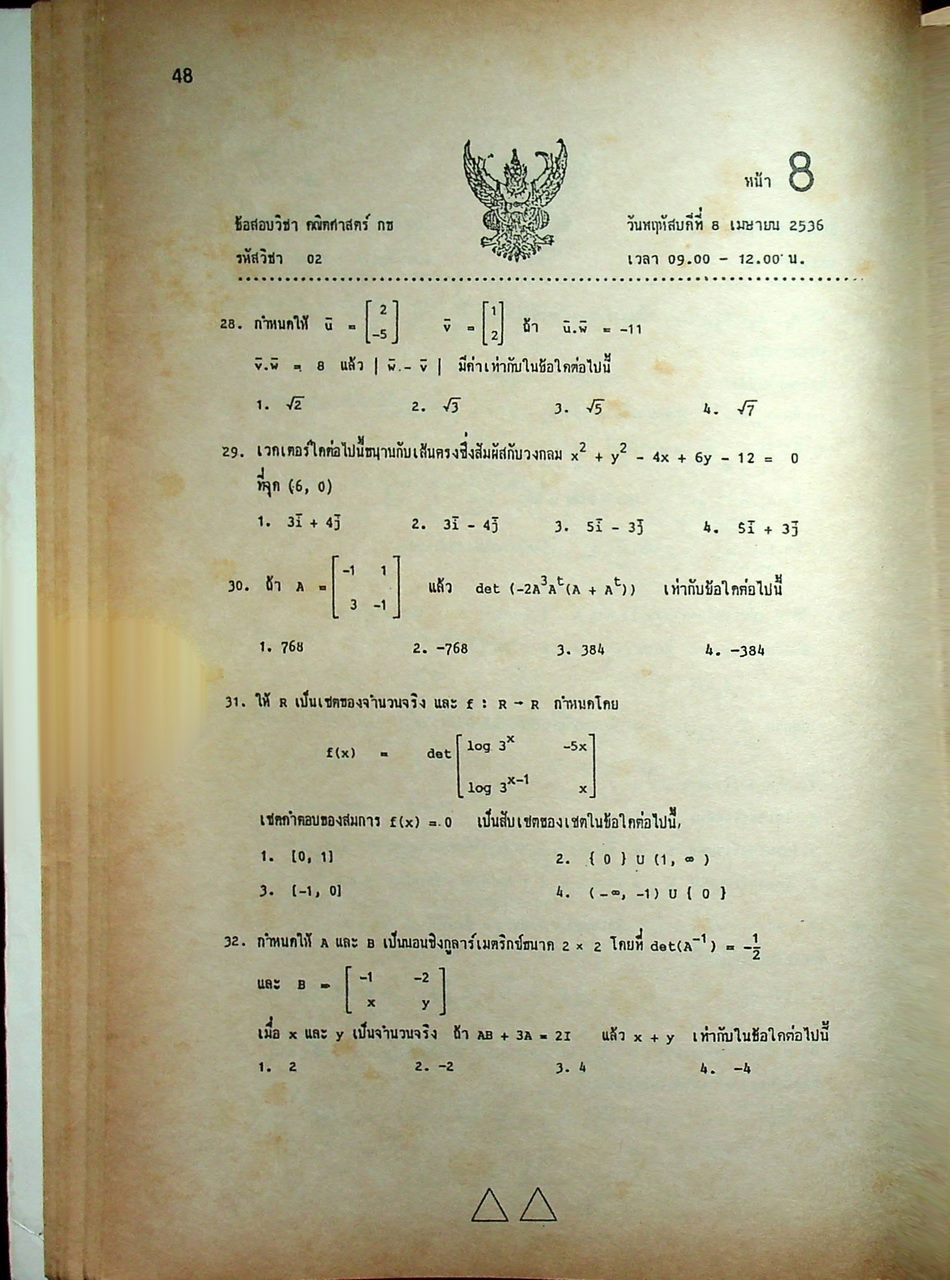 48
หน้า 8
ข้อสอบวิชา คณิตศาสตร์ กข วันพฤหัสบดีที่ 8 เมษายน 2536
รหัสวิชา 02 เวลา 09.00 - 12.00 น.
28. กำหนดให้ ū = [2 -5] v̄ = [1 2] ถ้า ū.w̄ = -11
v̄.w̄ = 8 แล้ว | w̄ - v̄ | มีค่าเท่ากับในข้อใดต่อไปนี้
1. √2 2. √3 3. √5 4. √7
29. เวกเตอร์ใดต่อไปนี้ขนานกับเส้นตรงซึ่งสัมผัสกับวงกลม x² + y² - 4x + 6y - 12 = 0
ที่จุด (6, 0)
1. 3ī + 4j̄ 2. 3ī - 4j̄ 3. 5ī - 3j̄ 4. 5ī + 3j̄
30. ถ้า A = [-1 1 3 -1] แล้ว det (-2A³Aᵗ(A + Aᵗ)) เท่ากับข้อใดต่อไปนี้
1. 768 2. -768 3. 384 4. -384
31. ให้ R เป็นเซตของจำนวนจริง และ f : R → R กำหนดโดย
f(x) = det [log 3ˣ -5x
log 3ˣ⁻¹ x]
เซตคำตอบของสมการ f(x) = 0 เป็นสับเซตของเซตในข้อใดต่อไปนี้
1. [0, 1] 2. { 0 } ∪ (1, ∞ )
3. [-1, 0] 4. (-∞, -1) ∪ { 0 }
32. กำหนดให้ A และ B เป็นนอนซิงกูลาร์เมตริกซ์ขนาด 2 × 2 โดยที่ det(A⁻¹) = -1/2
และ B = [-1 -2
x y]
เมื่อ x และ y เป็นจำนวนจริง ถ้า AB + 3A = 2I แล้ว x + y เท่ากับในข้อใดต่อไปนี้
1. 2 2. -2 3. 4 4. -4